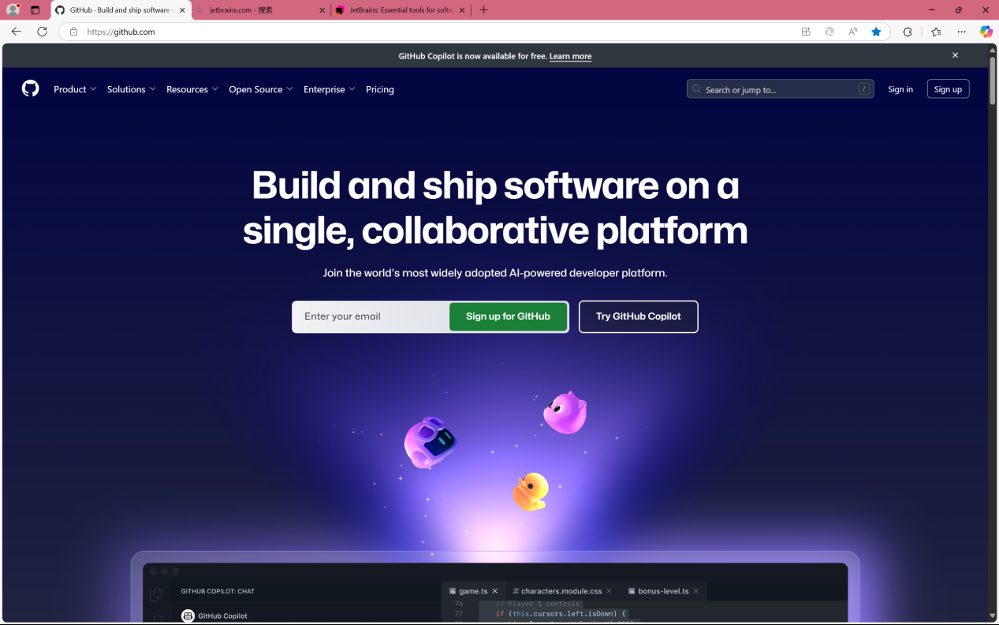 GitHub · Build and ship software
jetbrains.com - 搜索
JetBrains: Essential tools for softw
https://github.com
GitHub Copilot is now available for free. Learn more
Product
Solutions
Resources
Open Source
Enterprise
Pricing
Search or jump to...
/
Sign in
Sign up
Build and ship software on a
single, collaborative platform
Join the world's most widely adopted AI-powered developer platform.
Enter your email
Sign up for GitHub
Try GitHub Copilot
GITHUB COPILOT: CHAT
GitHub Copilot
game.ts
# characters.module.css
bonus-level.ts
76 // Player 1 controls
77 if (this.cursors.left.isDown) {